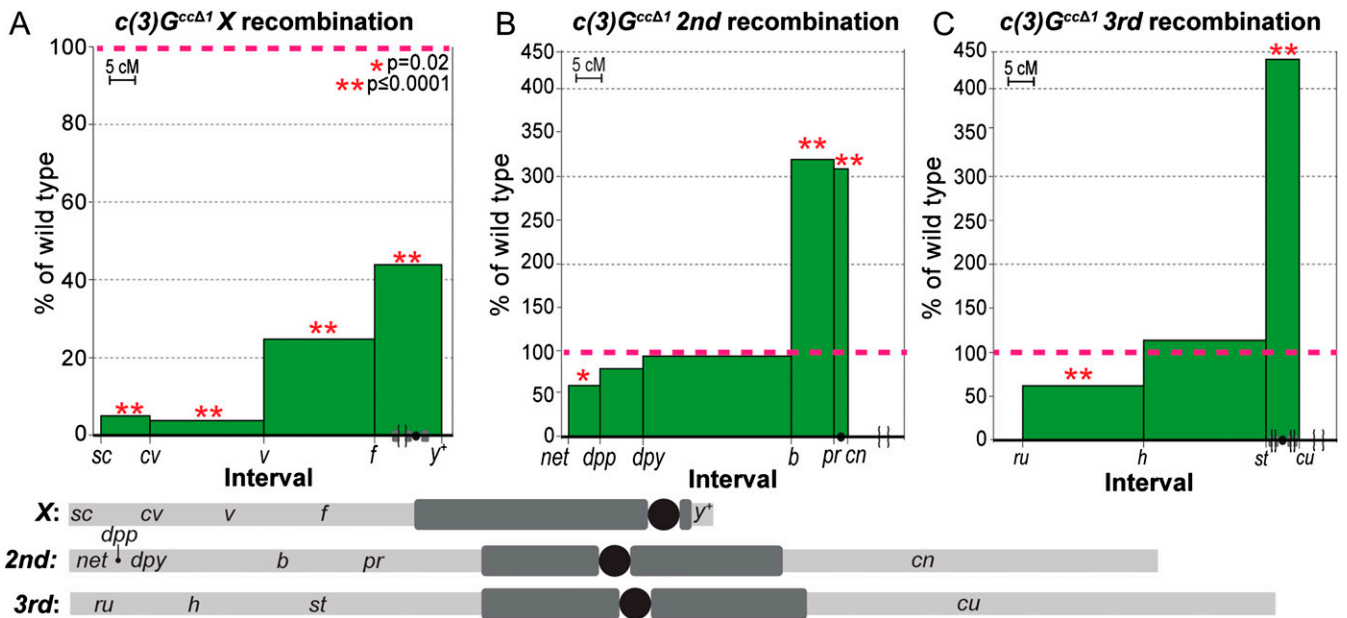 A c(3)G^ccΔ1 X recombination
100
80
60
40
20
0
% of wild type
5 cM
* p=0.02
** p≤0.0001
** ** ** **
sc cv v f y+
Interval
B c(3)G^ccΔ1 2nd recombination
450
400
350
300
250
200
150
100
50
0
% of wild type
5 cM
* ** **
net dpp dpy b pr cn
Interval
C c(3)G^ccΔ1 3rd recombination
450
400
350
300
250
200
150
100
50
0
% of wild type
5 cM
** **
ru h st cu
Interval
X: sc cv v f y+
dpp
2nd: net dpy b pr cn
3rd: ru h st cu